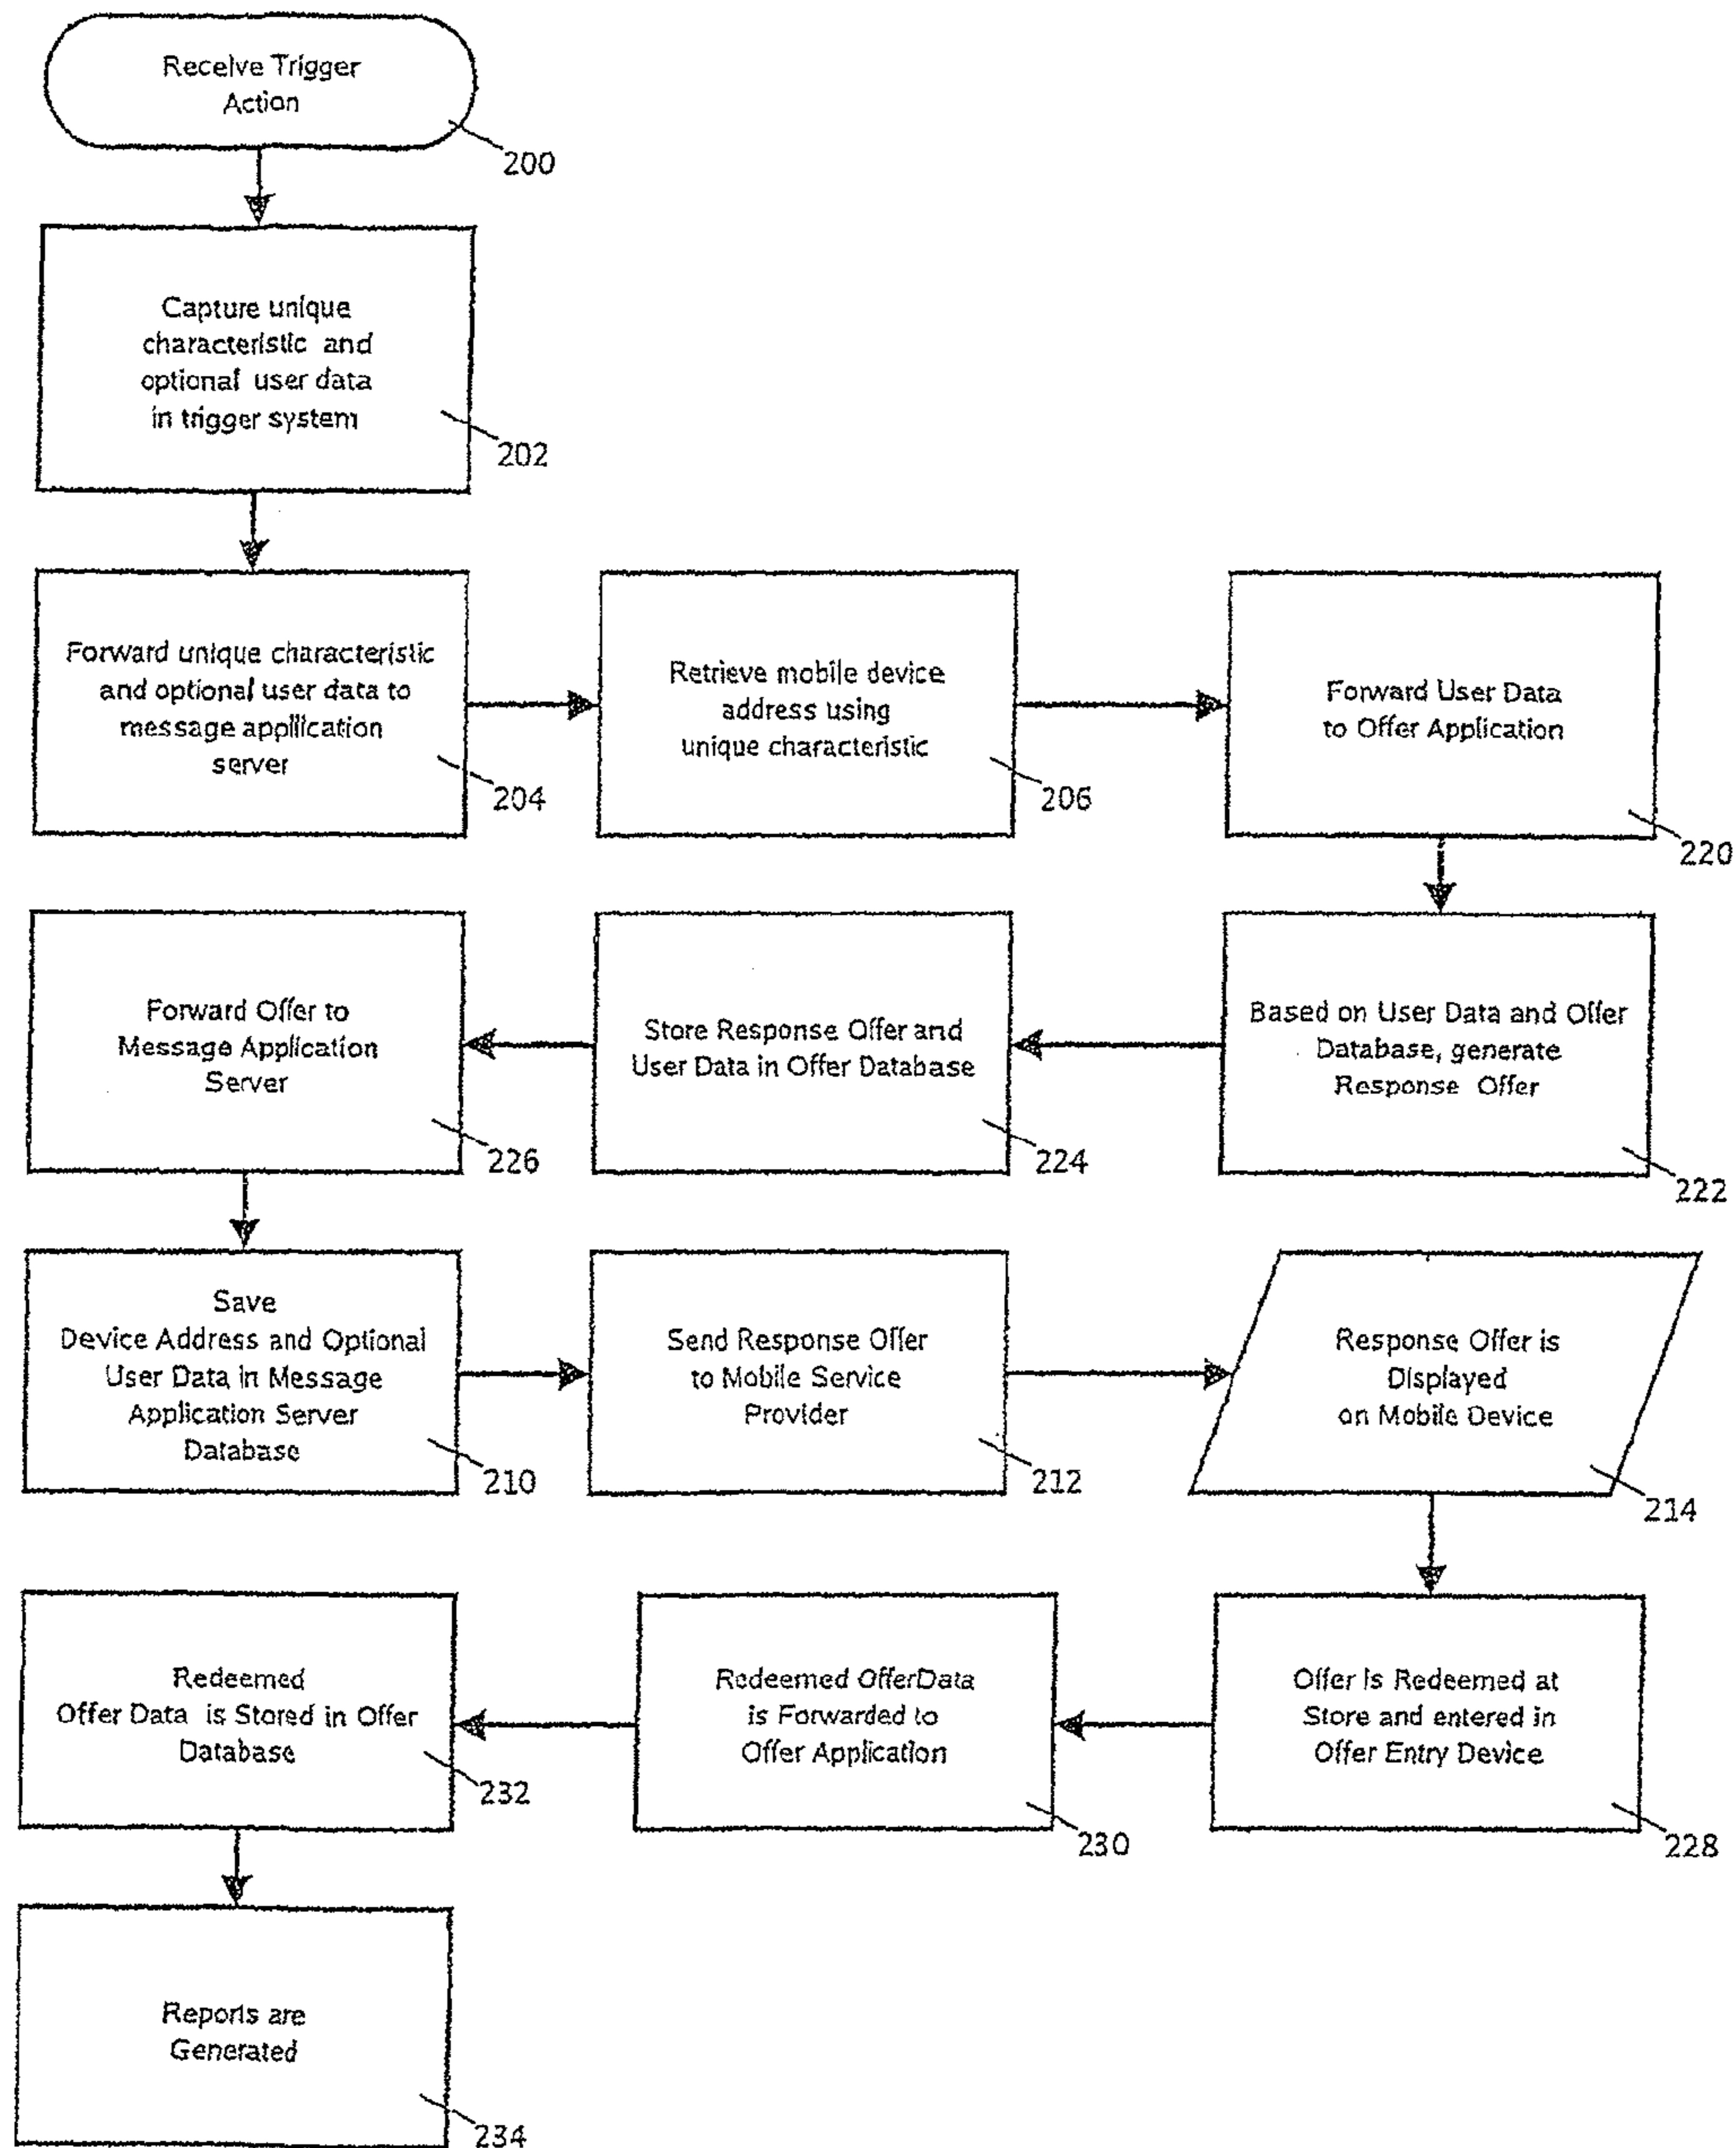 Receive Trigger
Action
200
Capture unique
characteristic and
optional user data
in trigger system
202
Forward unique characteristic
and optional user data to
message appilication
server
204
Retrieve mobile device
address using
unique characteristic
206
Forward User Data
to Offer Application
220
Based on User Data and Offer
Database, generate
Response Offer
222
Store Response Offer and
User Data in Offer Database
224
Forward Offer to
Message Application
Server
226
Save
Device Address and Optional
User Data in Message
Application Server
Database
210
Send Response Offer
to Mobile Service
Provider
212
Response Offer is
Displayed
on Mobile Device
214
Offer is Redeemed at
Store and entered in
Offer Entry Device
228
Redeemed OfferData
is Forwarded to
Offer Application
230
Redeemed
Offer Data is Stored in Offer
Database
232
Reports are
Generated
234